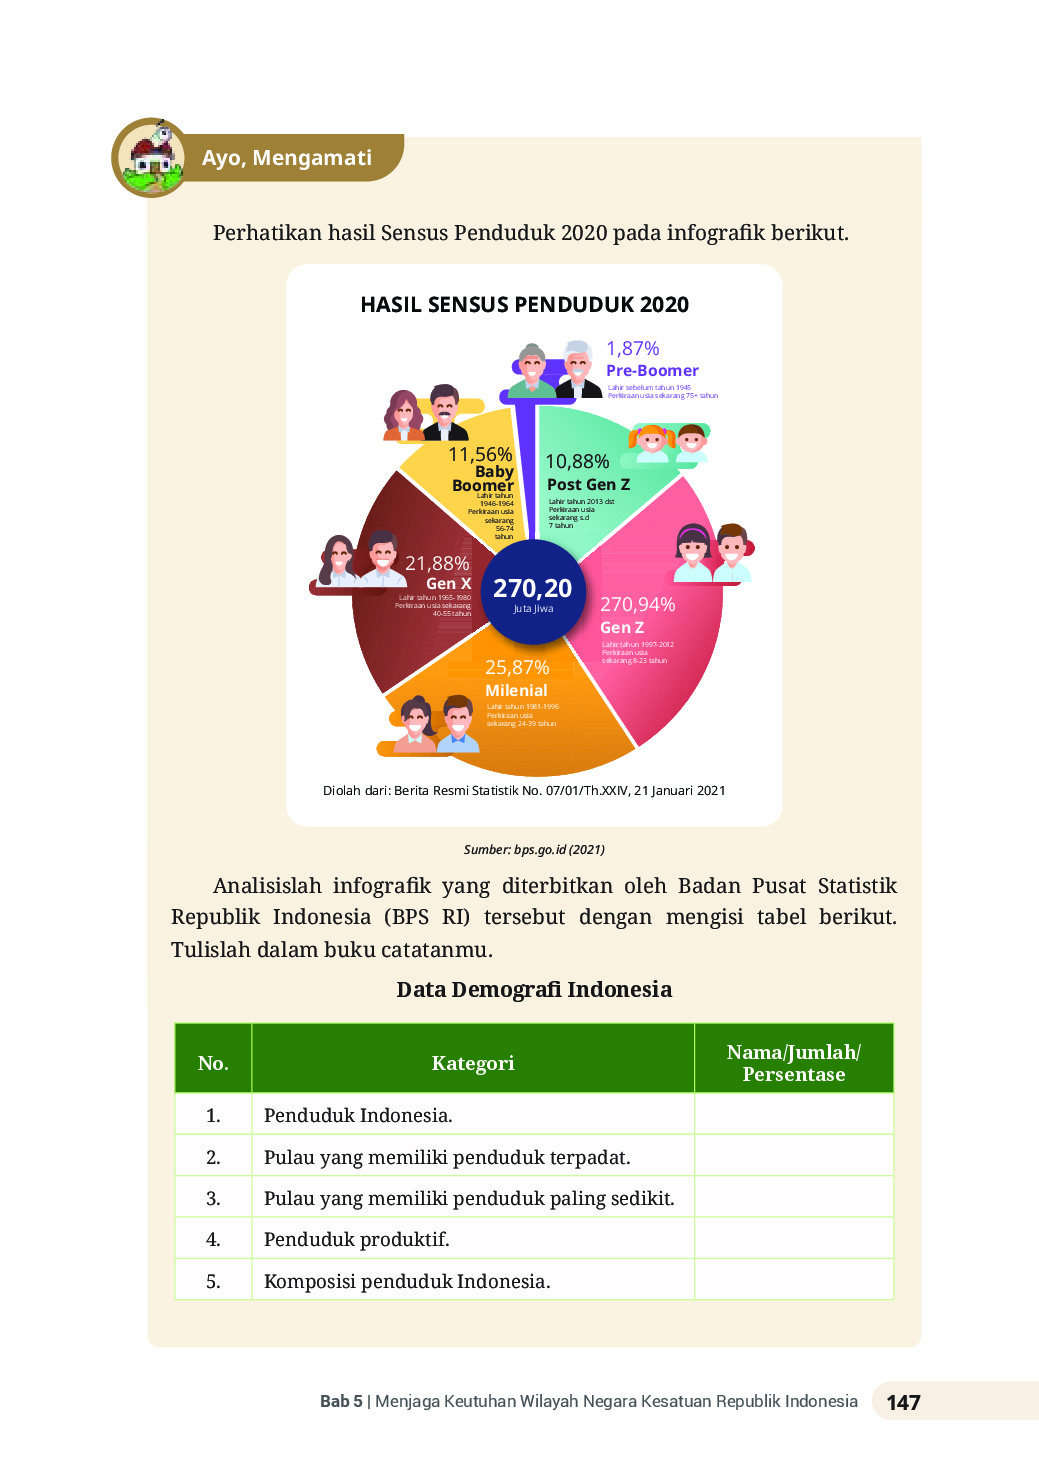 Ayo, Mengamati
Perhatikan hasil Sensus Penduduk 2020 pada infografik berikut.
HASIL SENSUS PENDUDUK 2020
1,87%
Pre-Boomer
Lahir sebelum tahun 1945
Perkiraan usia sekarang 75+ tahun
11,56%
Baby
Boomer
Lahir tahun
1946-1964
Perkiraan usia
sekarang
56-74
tahun
10,88%
Post Gen Z
Lahir tahun 2013 dst
Perkiraan usia
sekarang s.d
7 tahun
21,88%
Gen X
Lahir tahun 1965-1980
Perkiraan usia sekarang
40-55 tahun
270,20
Juta Jiwa
270,94%
Gen Z
Lahir tahun 1997-2012
Perkiraan usia
sekarang 8-23 tahun
25,87%
Milenial
Lahir tahun 1981-1996
Perkiraan usia
sekarang 24-39 tahun
Diolah dari: Berita Resmi Statistik No. 07/01/Th.XXIV, 21 Januari 2021
Sumber: bps.go.id (2021)
Analisislah infografik yang diterbitkan oleh Badan Pusat Statistik
Republik Indonesia (BPS RI) tersebut dengan mengisi tabel berikut.
Tulislah dalam buku catatanmu.
Data Demografi Indonesia
No. Kategori Nama/Jumlah/
Persentase
1. Penduduk Indonesia.
2. Pulau yang memiliki penduduk terpadat.
3. Pulau yang memiliki penduduk paling sedikit.
4. Penduduk produktif.
5. Komposisi penduduk Indonesia.
Bab 5 | Menjaga Keutuhan Wilayah Negara Kesatuan Republik Indonesia 147